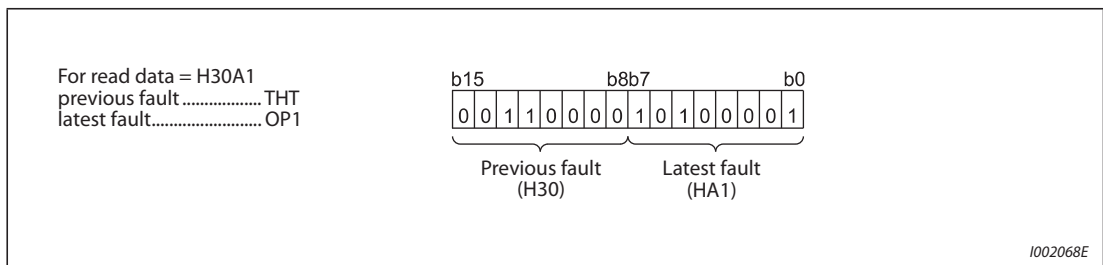 For read data = H30A1
previous fault .................. THT
latest fault......................... OP1
b15 b8b7 b0
0 0 1 1 0 0 0 0 1 0 1 0 0 0 0 1
Previous fault Latest fault
(H30) (HA1)
I002068E